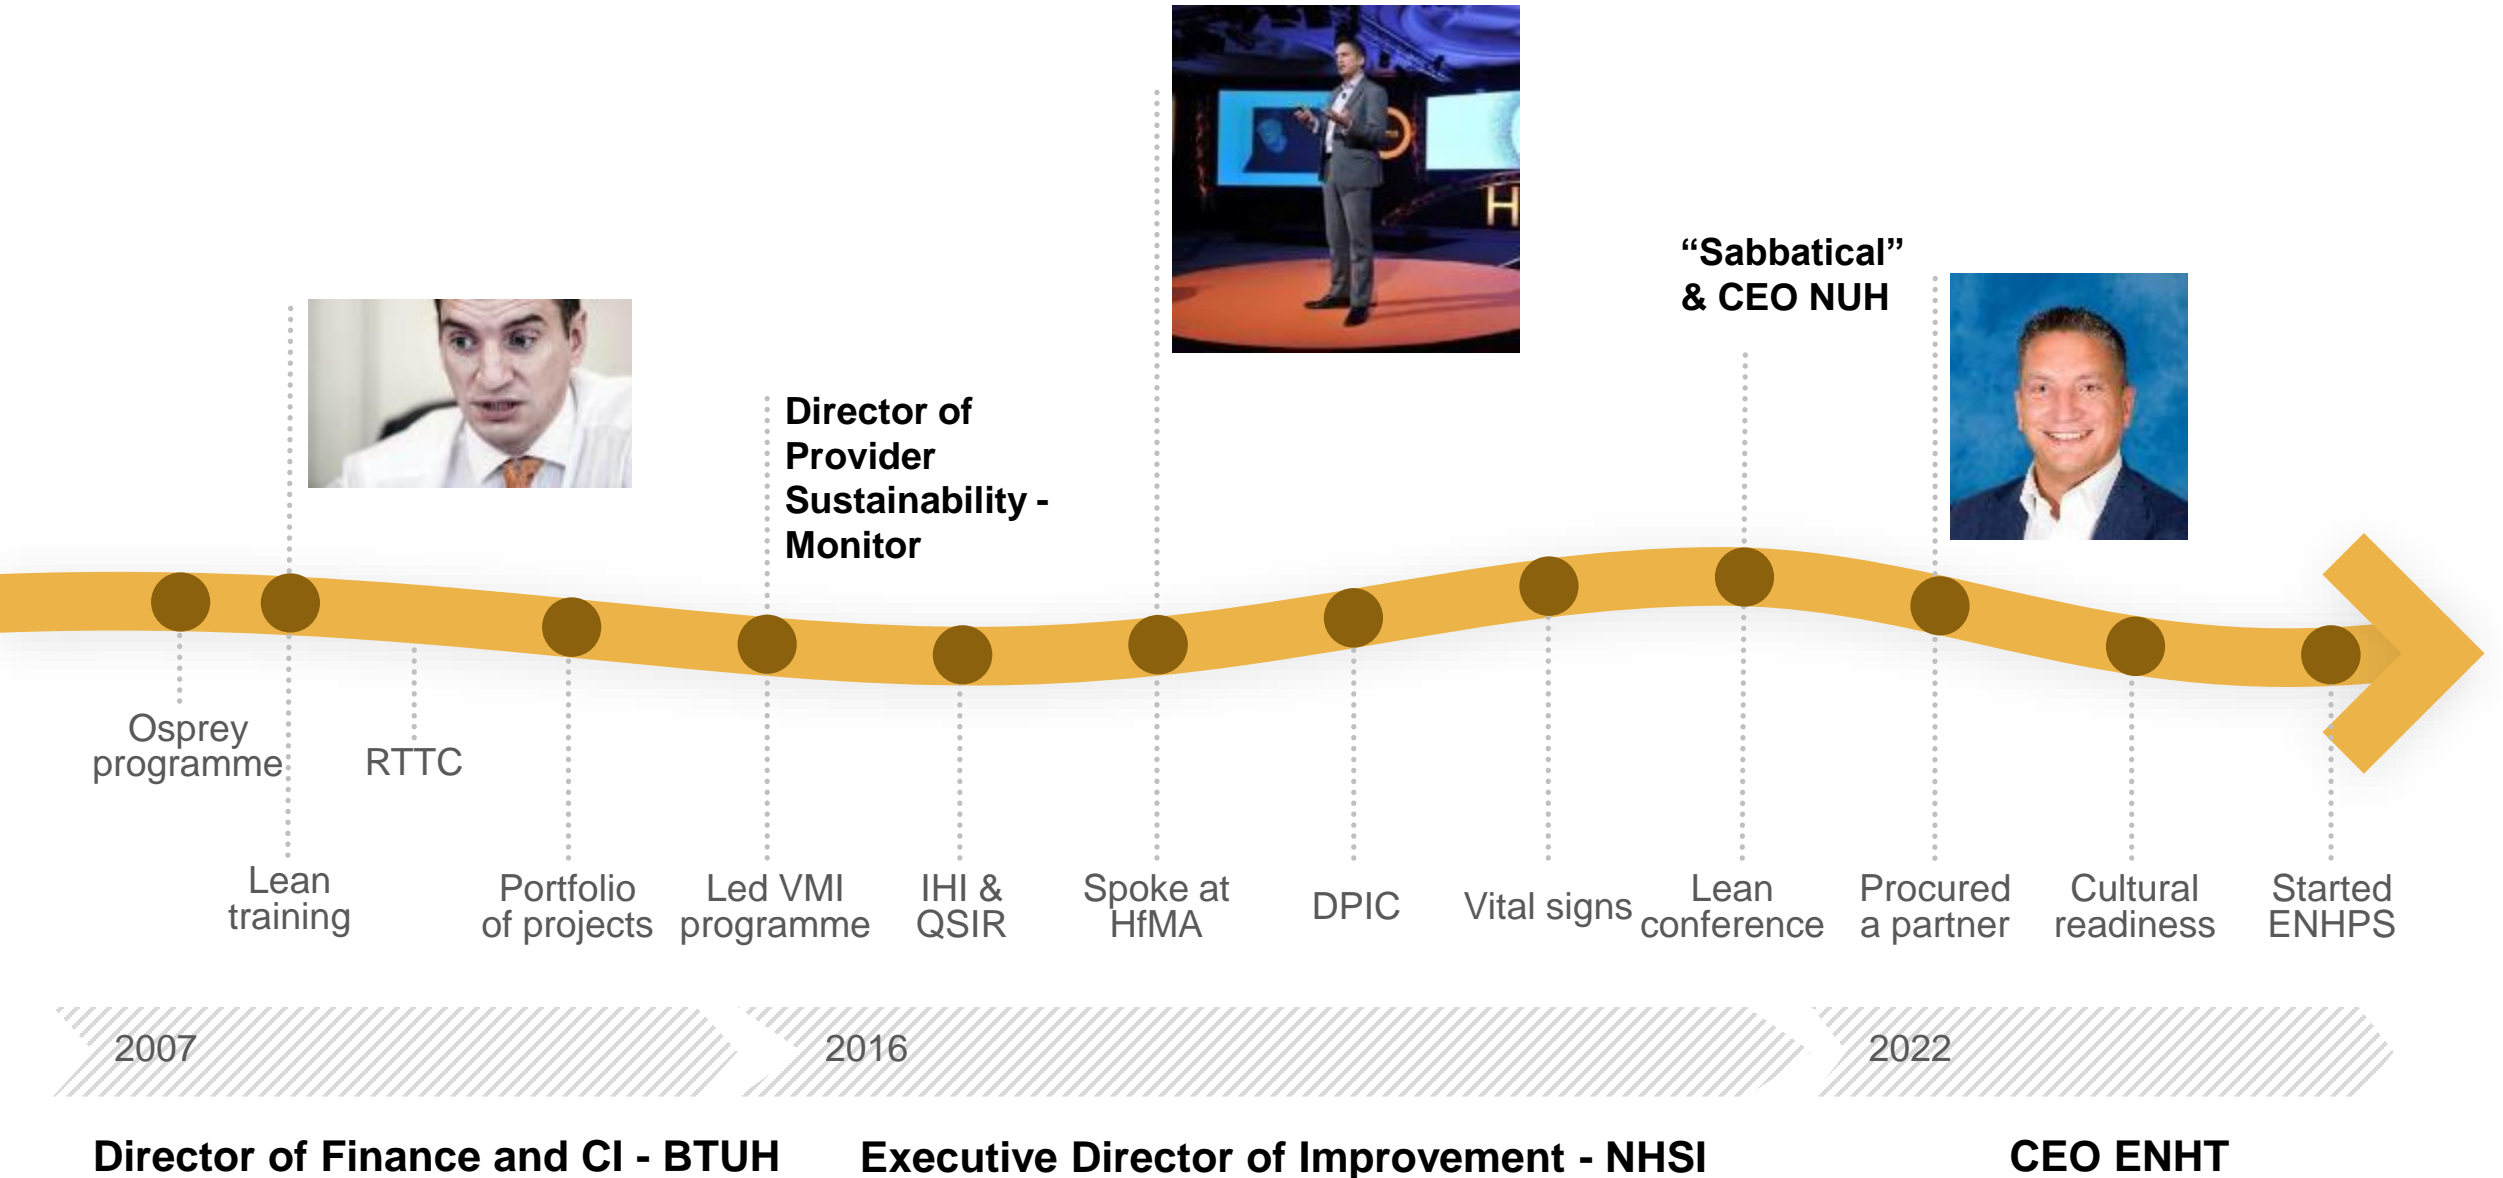 “Sabbatical”
& CEO NUH
Director of
Provider
Sustainability -
Monitor
H
Osprey
programme
RTTC
Lean
training
Portfolio
of projects
Led VMI
programme
IHI &
QSIR
Spoke at
HfMA
DPIC
Vital signs
Lean
conference
Procured
a partner
Cultural
readiness
Started
ENHPS
2007
2016
2022
Director of Finance and CI - BTUH
Executive Director of Improvement - NHSI
CEO ENHT